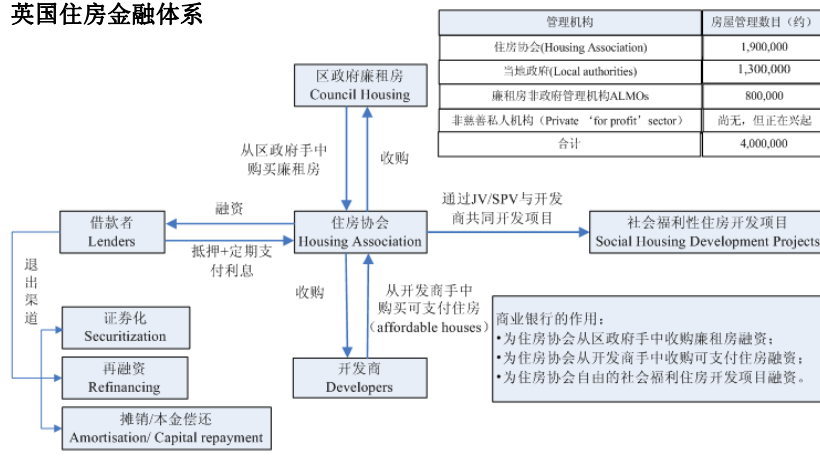 英国住房金融体系
管理机构 房屋管理数目（约）
住房协会(Housing Association) 1,900,000
当地政府(Local authorities) 1,300,000
廉租房非政府管理机构ALMOs 800,000
非慈善私人机构（Private ‘for profit’ sector） 尚无，但正在兴起
合计 4,000,000
区政府廉租房
Council Housing
从区政府手中
购买廉租房
收购
借款者
Lenders
融资
抵押+定期支
付利息
住房协会
Housing Association
通过JV/SPV与开发
商共同开发项目
社会福利性住房开发项目
Social Housing Development Projects
退出渠道
收购
从开发商手中
购买可支付住房
（affordable houses）
证券化
Securitization
再融资
Refinancing
摊销/本金偿还
Amortisation/ Capital repayment
开发商
Developers
商业银行的作用：
•为住房协会从区政府手中收购廉租房融资；
•为住房协会从开发商手中收购可支付住房融资；
•为住房协会自由的社会福利住房开发项目融资。